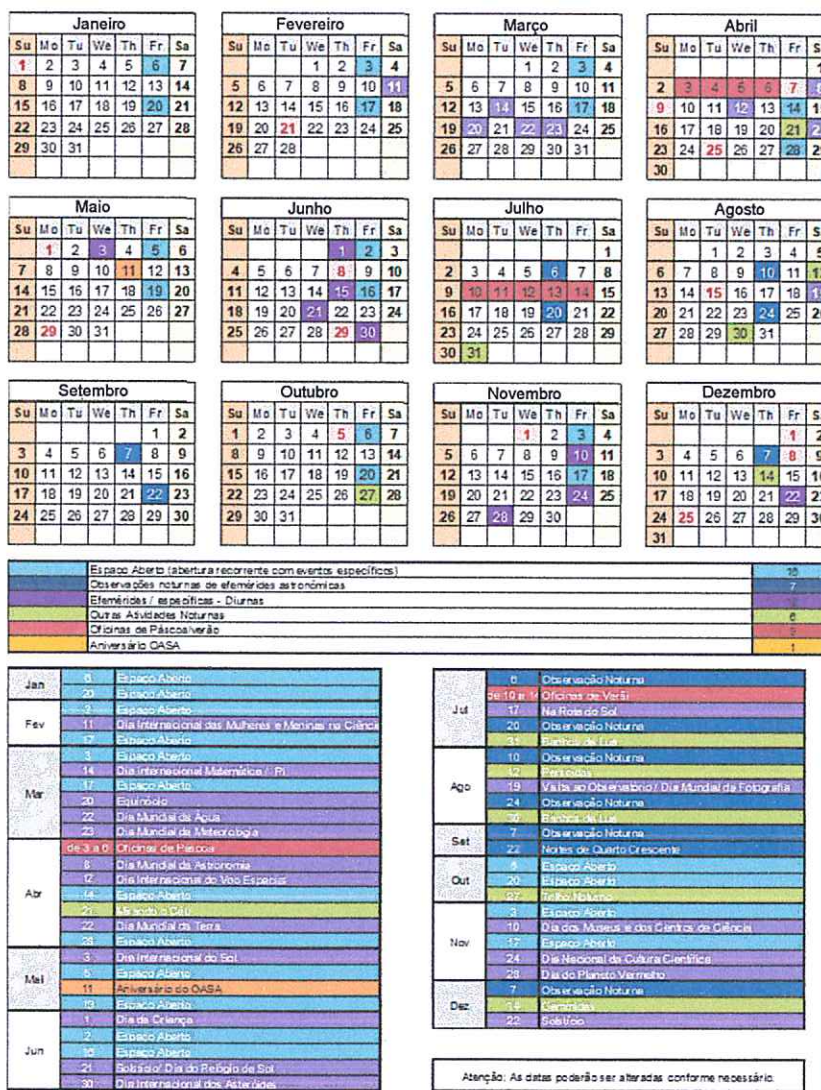 Janeiro Fevereiro Março Abril
Su Mo Tu We Th Fr Sa Su Mo Tu We Th Fr Sa Su Mo Tu We Th Fr Sa Su Mo Tu We Th Fr
1 2 3 4 5 6 7 1 2 3 4 1 2 3 4 1
8 9 10 11 12 13 14 5 6 7 8 9 10 11 5 6 7 8 9 10 11 2 3 4 5 6 7 8
15 16 17 18 19 20 21 12 13 14 15 16 17 18 12 13 14 15 16 17 18 9 10 11 12 13 14
22 23 24 25 26 27 28 19 20 21 22 23 24 25 19 20 21 22 23 24 25 16 17 18 19 20 21
29 30 31 26 27 28 26 27 28 29 30 31 23 24 25 26 27 28
30
Maio Junho Julho Agosto
Su Mo Tu We Th Fr Sa Su Mo Tu We Th Fr Sa Su Mo Tu We Th Fr Sa Su Mo Tu We Th Fr
1 2 3 4 5 6 1 2 3 1 1 2 3 4
7 8 9 10 11 12 13 4 5 6 7 8 9 10 2 3 4 5 6 7 8 6 7 8 9 10 11
14 15 16 17 18 19 20 11 12 13 14 15 16 17 9 10 11 12 13 14 15 13 14 15 16 17 18
21 22 23 24 25 26 27 18 19 20 21 22 23 24 16 17 18 19 20 21 22 20 21 22 23 24 25
28 29 30 31 25 26 27 28 29 30 23 24 25 26 27 28 29 27 28 29 30 31
30 31
Setembro Outubro Novembro Dezembro
Su Mo Tu We Th Fr Sa Su Mo Tu We Th Fr Sa Su Mo Tu We Th Fr Sa Su Mo Tu We Th Fr
1 2 1 2 3 4 5 6 7 1 2 3 4 1 2
3 4 5 6 7 8 9 8 9 10 11 12 13 14 5 6 7 8 9 10 11 3 4 5 6 7 8
10 11 12 13 14 15 16 15 16 17 18 19 20 21 12 13 14 15 16 17 18 10 11 12 13 14 15
17 18 19 20 21 22 23 22 23 24 25 26 27 28 19 20 21 22 23 24 25 17 18 19 20 21 22
24 25 26 27 28 29 30 29 30 31 26 27 28 29 30 24 25 26 27 28 29
31
Espaço Aberto (abertura recorrente com eventos específicos)
Observações noturnas de efemérides astronómicas 7
Efemérides / específicas - Diurnas
Outras Atividades Noturnas 6
Oficinas de Páscoa/verão
Aniversário OASA 1
Jan
6 Espaço Aberto
20 Espaço Aberto
Fev
3 Espaço Aberto
11 Dia Internacional das Mulheres e Meninas na Ciência
17 Espaço Aberto
Mar
3 Espaço Aberto
14 Dia Internacional Matemática / Pi
17 Espaço Aberto
20 Equinócio
22 Dia Mundial da Água
23 Dia Mundial da Meteorologia
Abr
de 3 a 6 Oficinas de Páscoa
8 Dia Mundial da Astronomia
12 Dia Internacional do Voo Espacial
14 Espaço Aberto
21
22 Dia Mundial da Terra
28 Espaço Aberto
Mai
3 Dia Internacional do Sol
5 Espaço Aberto
11 Aniversário do OASA
19 Espaço Aberto
Jun
1 Dia da Criança
2 Espaço Aberto
16 Espaço Aberto
21 Solstício/ Dia do Relógio de Sol
30 Dia Internacional dos Asteróides
Jul
6 Observação Noturna
de 10 a 14 Oficinas de Verão
17 Na Rota do Sol
20 Observação Noturna
31 Banhos de Lua
Ago
10 Observação Noturna
12 Perseidas
19 Visita ao Observatório / Dia Mundial da Fotografia
24 Observação Noturna
30 Banhos de Lua
Set
7 Observação Noturna
22 Noites de Quarto Crescente
Out
6 Espaço Aberto
20 Espaço Aberto
27 Trilho Noturno
Nov
3 Espaço Aberto
10 Dia dos Museus e dos Centros de Ciência
17 Espaço Aberto
24 Dia Nacional da Cultura Científica
28 Dia do Planeta Vermelho
Dez
7 Observação Noturna
14 Gemínidas
22 Solstício
Atenção: As datas poderão ser alteradas conforme necessário.